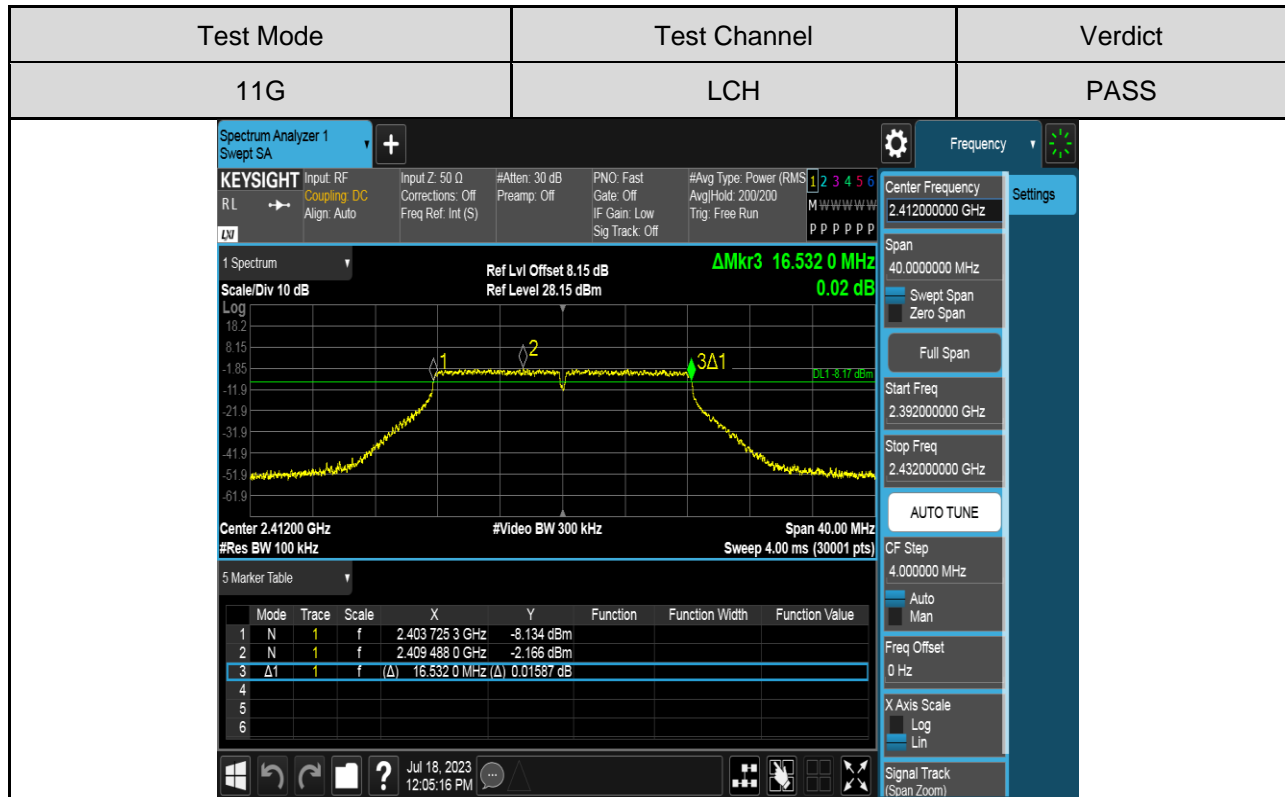 Test Mode Test Channel Verdict
11G LCH PASS
Spectrum Analyzer 1
Swept SA
+
Frequency
KEYSIGHT
RL
LXI
Input: RF
Coupling: DC
Align: Auto
Input Z: 50 Ω
Corrections: Off
Freq Ref: Int (S)
#Atten: 30 dB
Preamp: Off
PNO: Fast
Gate: Off
IF Gain: Low
Sig Track: Off
#Avg Type: Power (RMS
Avg|Hold: 200/200
Trig: Free Run
1 2 3 4 5 6
M W W W W W
P P P P P P
1 Spectrum
Scale/Div 10 dB
Ref Lvl Offset 8.15 dB
Ref Level 28.15 dBm
ΔMkr3 16.532 0 MHz
0.02 dB
Log
18.2
8.15
-1.85
-11.9
-21.9
-31.9
-41.9
-51.9
-61.9
1
2
3Δ1
DL1 -8.17 dBm
Center 2.41200 GHz #Video BW 300 kHz Span 40.00 MHz
#Res BW 100 kHz Sweep 4.00 ms (30001 pts)
5 Marker Table
Mode Trace Scale X Y Function Function Width Function Value
1 N 1 f 2.403 725 3 GHz -8.134 dBm
2 N 1 f 2.409 488 0 GHz -2.166 dBm
3 Δ1 1 f (Δ) 16.532 0 MHz (Δ) 0.01587 dB
4
5
6
?
Jul 18, 2023
12:05:16 PM
Center Frequency
2.412000000 GHz
Settings
Span
40.0000000 MHz
Swept Span
Zero Span
Full Span
Start Freq
2.392000000 GHz
Stop Freq
2.432000000 GHz
AUTO TUNE
CF Step
4.000000 MHz
Auto
Man
Freq Offset
0 Hz
X Axis Scale
Log
Lin
Signal Track
(Span Zoom)